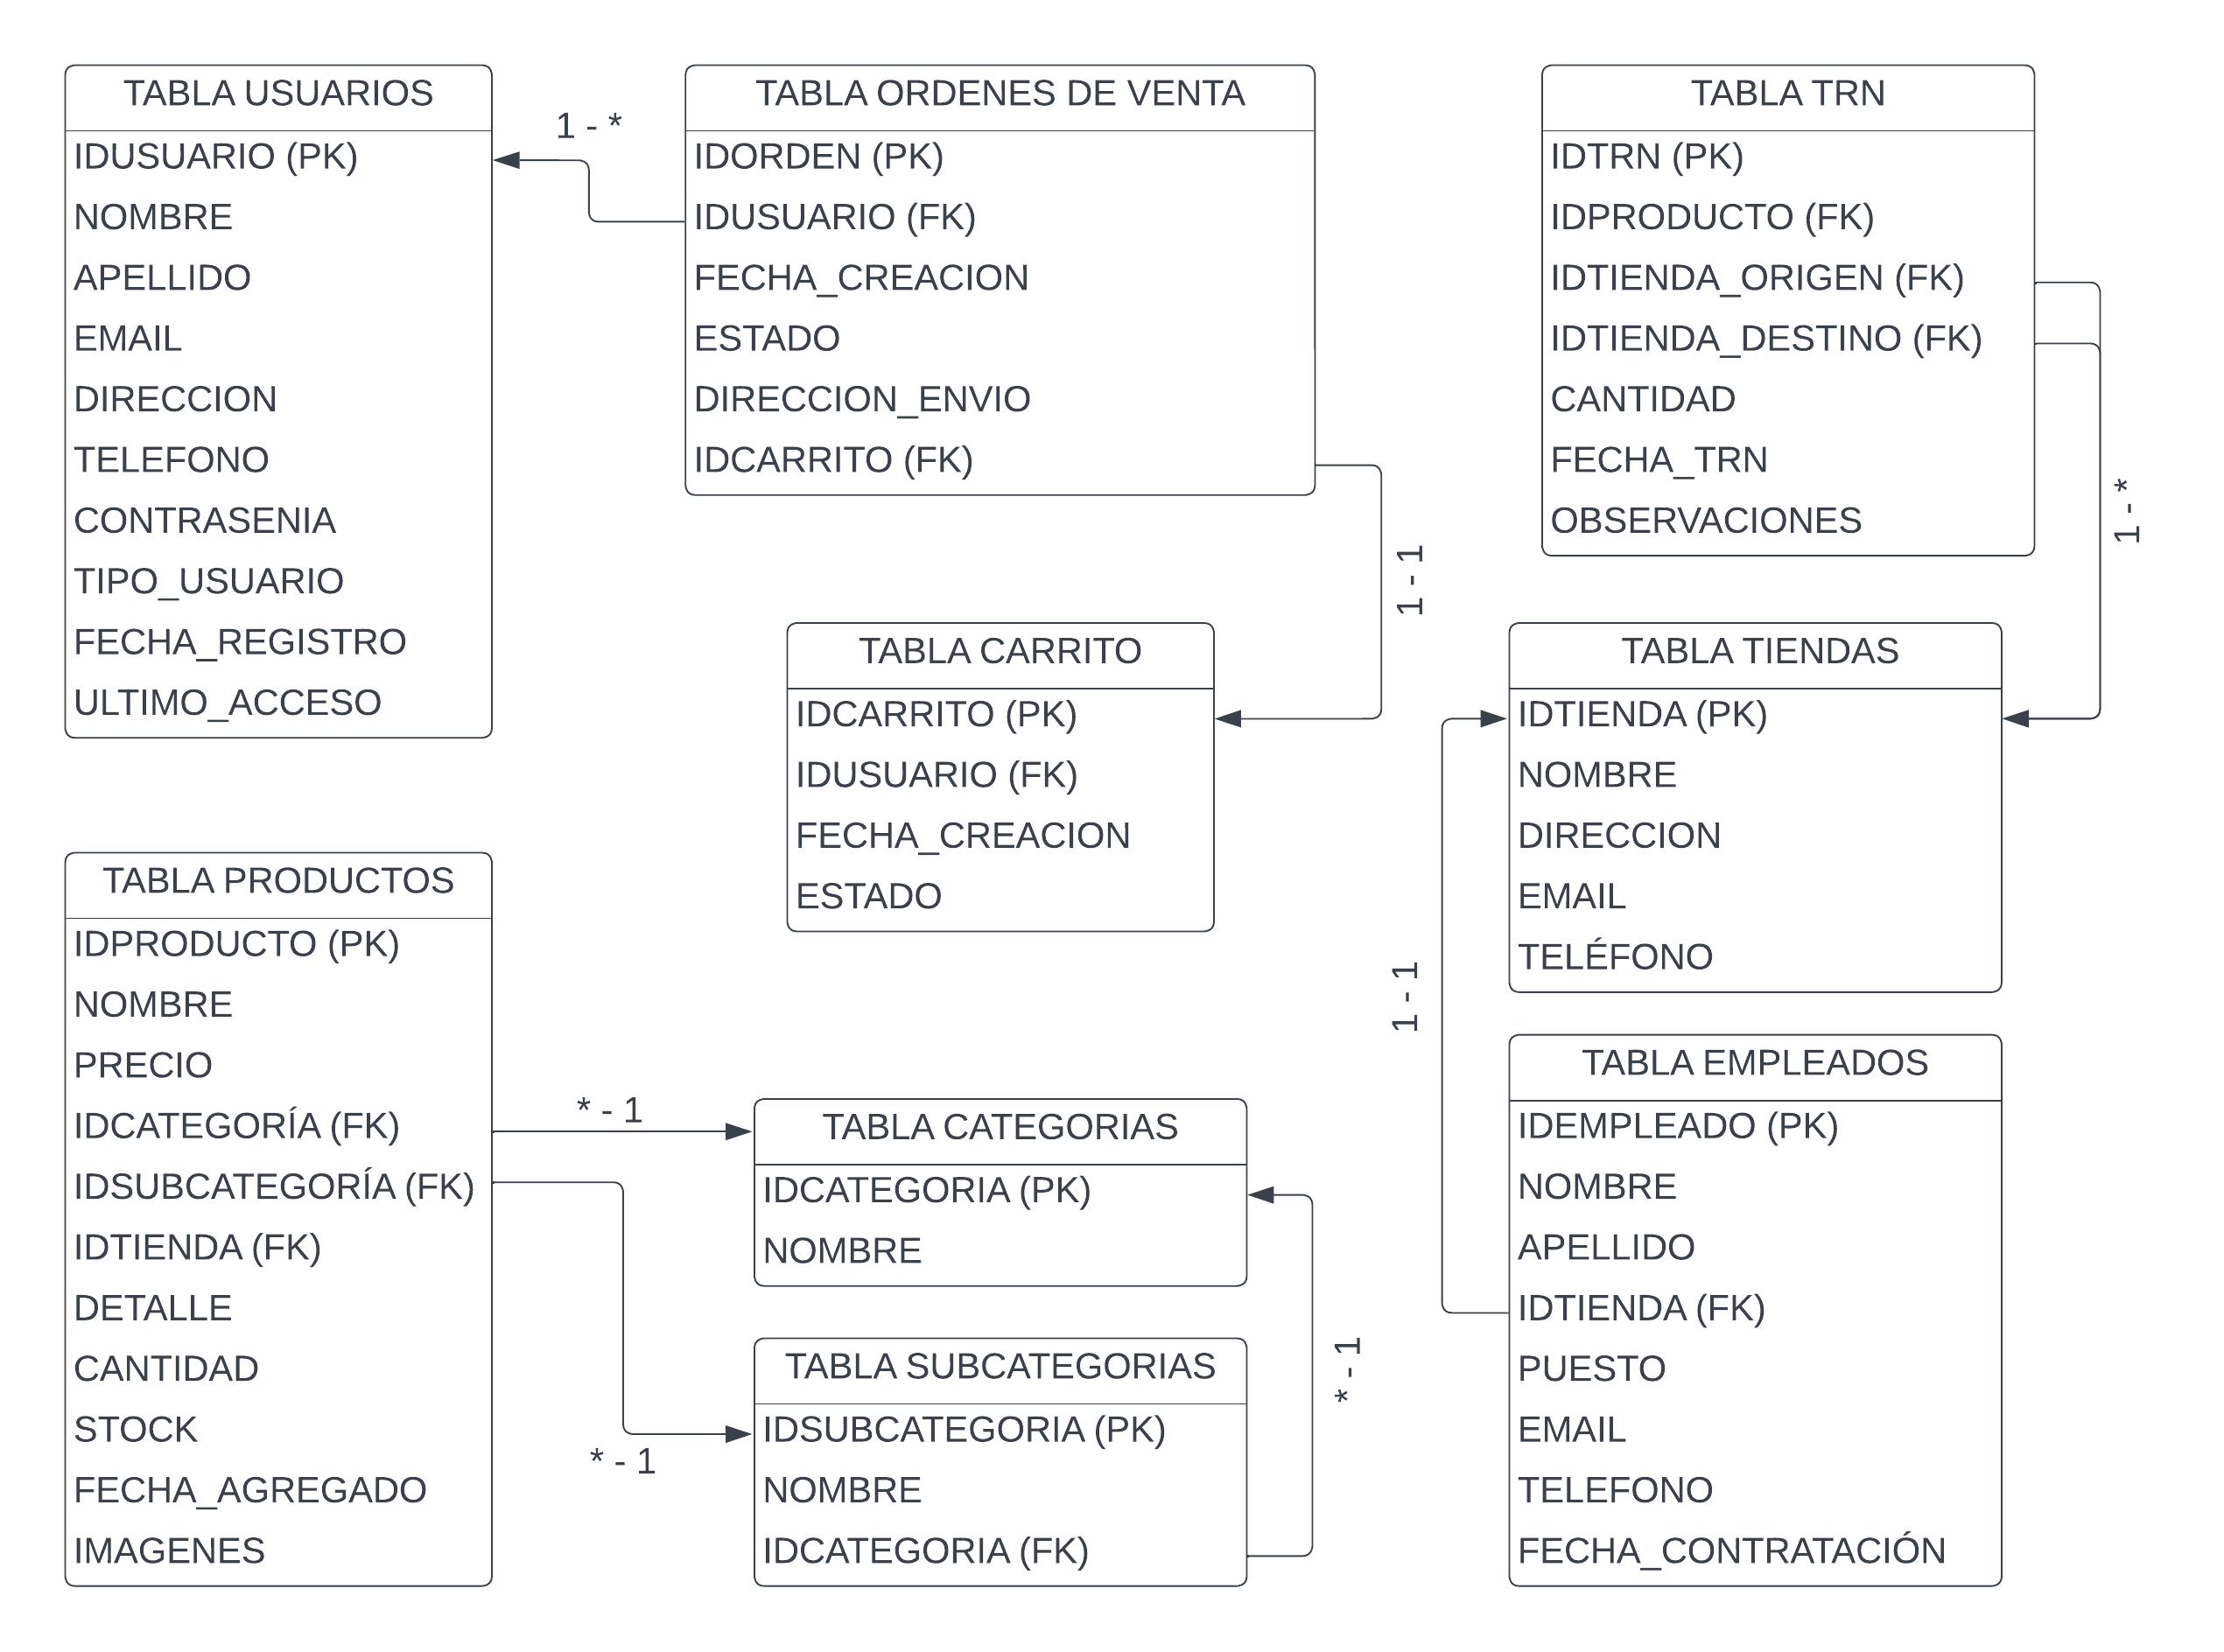 TABLA USUARIOS
IDUSUARIO (PK)
NOMBRE
APELLIDO
EMAIL
DIRECCION
TELEFONO
CONTRASENIA
TIPO_USUARIO
FECHA_REGISTRO
ULTIMO_ACCESO
1 - *
TABLA ORDENES DE VENTA
IDORDEN (PK)
IDUSUARIO (FK)
FECHA_CREACION
ESTADO
DIRECCION_ENVIO
IDCARRITO (FK)
1 - 1
TABLA TRN
IDTRN (PK)
IDPRODUCTO (FK)
IDTIENDA_ORIGEN (FK)
IDTIENDA_DESTINO (FK)
CANTIDAD
FECHA_TRN
OBSERVACIONES
1 - *
TABLA CARRITO
IDCARRITO (PK)
IDUSUARIO (FK)
FECHA_CREACION
ESTADO
TABLA TIENDAS
IDTIENDA (PK)
NOMBRE
DIRECCION
EMAIL
TELÉFONO
1 - 1
TABLA PRODUCTOS
IDPRODUCTO (PK)
NOMBRE
PRECIO
IDCATEGORÍA (FK)
IDSUBCATEGORÍA (FK)
IDTIENDA (FK)
DETALLE
CANTIDAD
STOCK
FECHA_AGREGADO
IMAGENES
* - 1
* - 1
TABLA CATEGORIAS
IDCATEGORIA (PK)
NOMBRE
TABLA SUBCATEGORIAS
IDSUBCATEGORIA (PK)
NOMBRE
IDCATEGORIA (FK)
* - 1
TABLA EMPLEADOS
IDEMPLEADO (PK)
NOMBRE
APELLIDO
IDTIENDA (FK)
PUESTO
EMAIL
TELEFONO
FECHA_CONTRATACIÓN